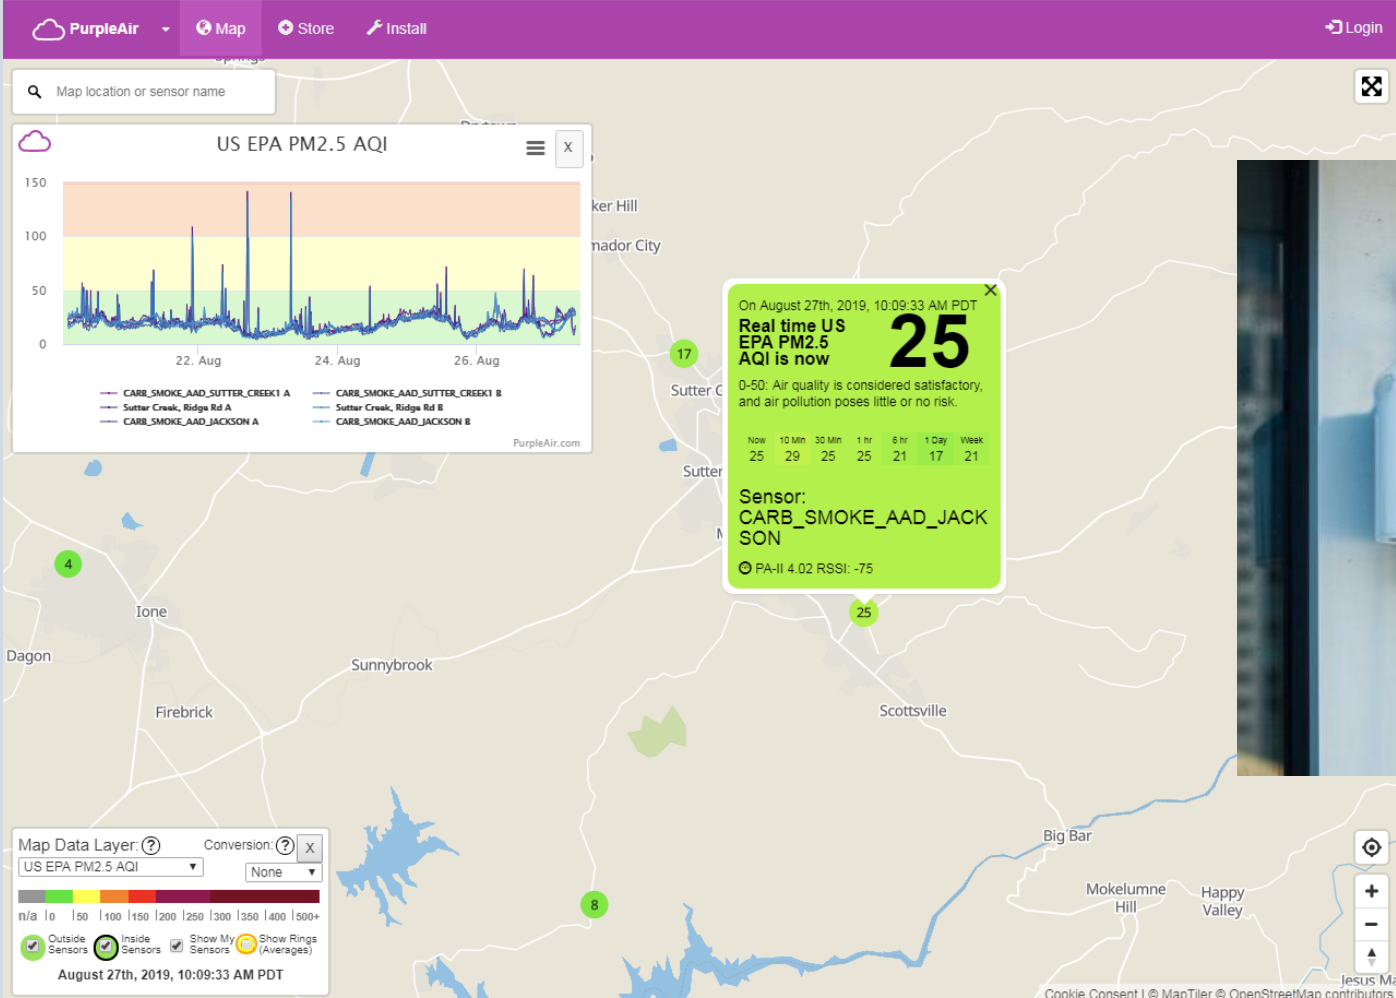 PurpleAir
Map
Store
Install
Login
Springs
Map location or sensor name
US EPA PM2.5 AQI
X
150
100
50
0
22. Aug
24. Aug
26. Aug
CARB_SMOKE_AAD_SUTTER_CREEK1 A
CARB_SMOKE_AAD_SUTTER_CREEK1 B
Sutter Creek, Ridge Rd A
Sutter Creek, Ridge Rd B
CARB_SMOKE_AAD_JACKSON A
CARB_SMOKE_AAD_JACKSON B
PurpleAir.com
ker Hill
mador City
17
Sutter C
Sutter
On August 27th, 2019, 10:09:33 AM PDT
Real time US
EPA PM2.5
AQI is now
25
0-50: Air quality is considered satisfactory,
and air pollution poses little or no risk.
Now 10 Min 30 Min 1 hr 6 hr 1 Day Week
25 29 25 25 21 17 21
Sensor:
CARB_SMOKE_AAD_JACK
SON
PA-II 4.02 RSSI: -75
25
4
Ione
Dagon
Sunnybrook
Firebrick
Scottsville
Big Bar
Mokelumne
Hill
Happy
Valley
8
Jesus Ma
Map Data Layer: ?
Conversion: ?
X
US EPA PM2.5 AQI
None
n/a |0 |50 |100 |150 |200 |250 |300 |350 |400 |500+
Outside
Sensors
Inside
Sensors
Show My
Sensors
Show Rings
(Averages)
August 27th, 2019, 10:09:33 AM PDT
Cookie Consent | © MapTiler © OpenStreetMap contributors